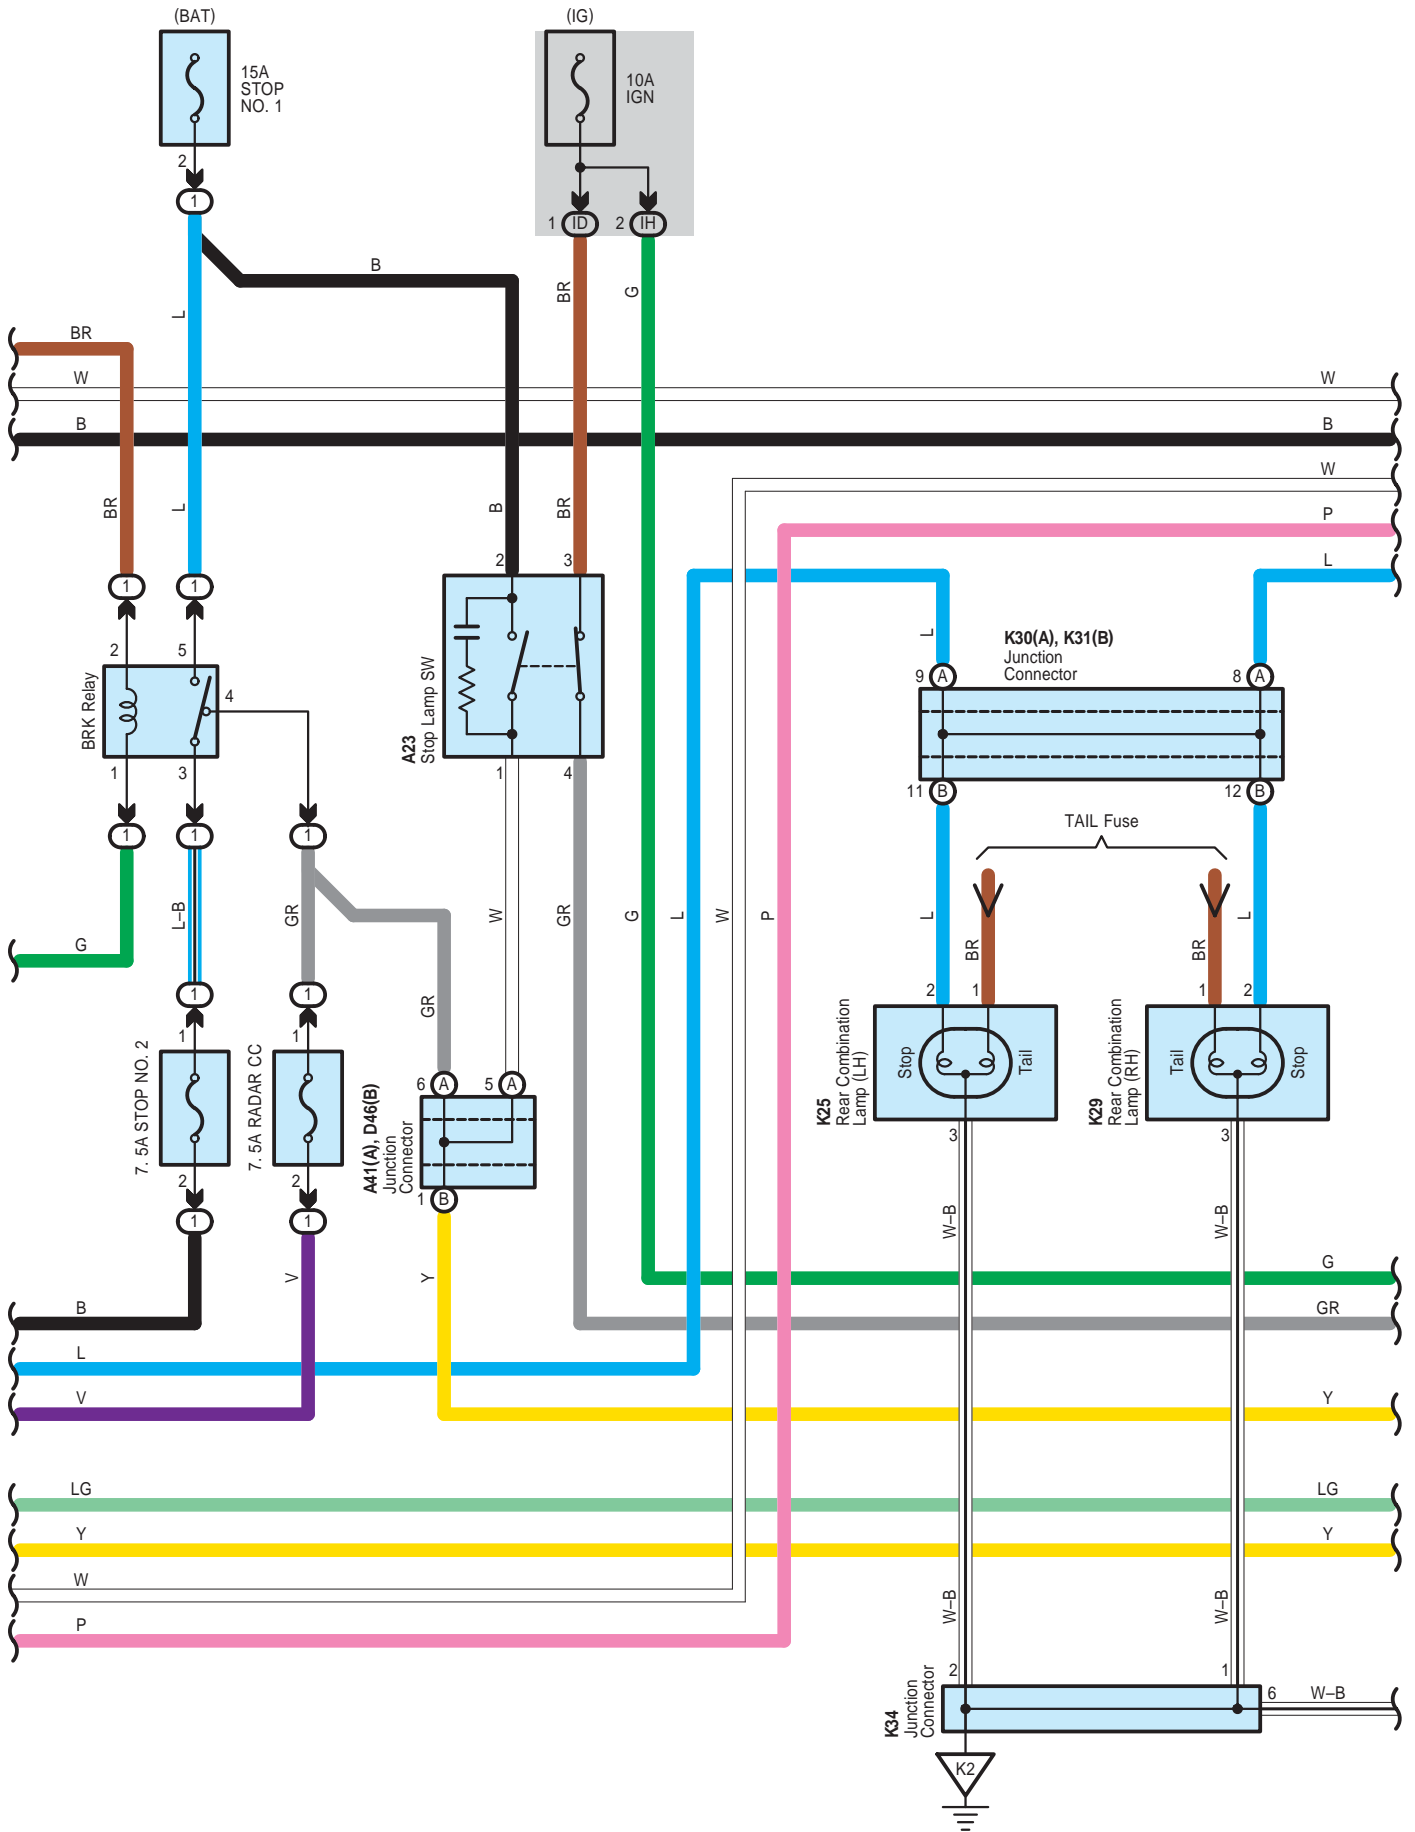 (BAT)
(IG)
15A
STOP
NO. 1
10A
IGN
2
1
1 ID
2 IH
B
L
BR
G
BR
W
W
B
B
W
P
L
BR
L
B
BR
2
3
1
1
2
5
BRK Relay
4
1
3
A23
Stop Lamp SW
1
4
L
K30(A), K31(B)
Junction
Connector
9 A
8 A
11 B
12 B
TAIL Fuse
1
1
1
G
L–B
GR
GR
W
GR
G
L
W
P
L
BR
BR
L
1
1
1
1
7. 5A STOP NO. 2
7. 5A RADAR CC
2
2
1
1
6 A
5 A
A41(A), D46(B)
Junction
Connector
1 B
2
1
1
2
K25
Rear Combination
Lamp (LH)
Stop
Tail
3
K29
Rear Combination
Lamp (RH)
Tail
Stop
3
W–B
W–B
V
Y
G
B
GR
L
V
Y
LG
LG
Y
Y
W
P
W–B
W–B
2
1
K34
Junction
Connector
6
W–B
K2